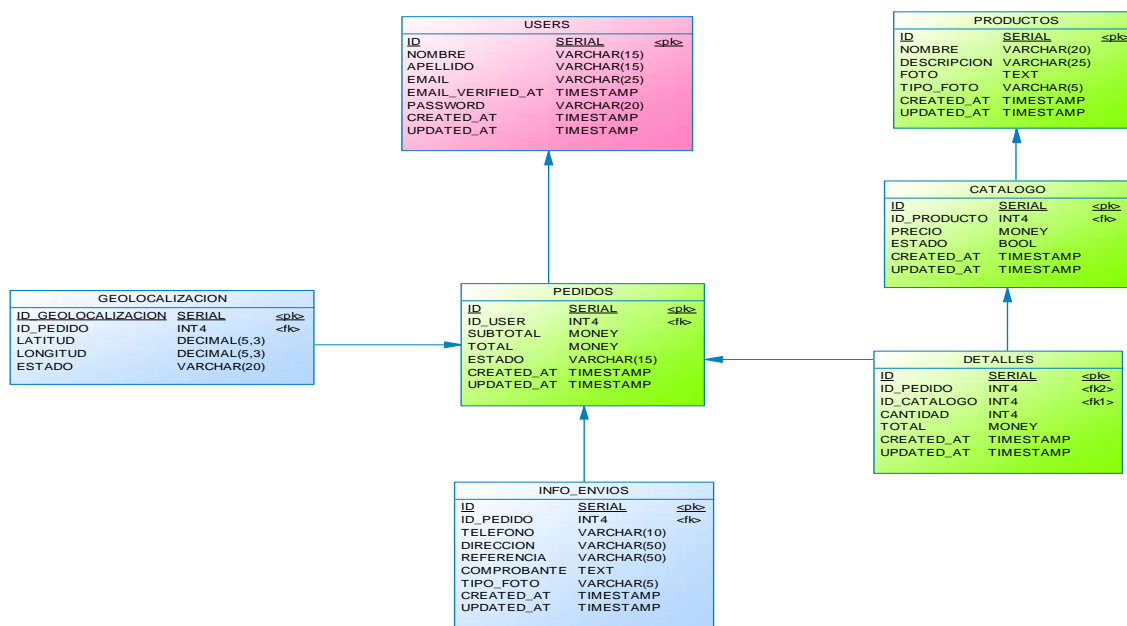 USERS
ID SERIAL <pk>
NOMBRE VARCHAR(15)
APELLIDO VARCHAR(15)
EMAIL VARCHAR(25)
EMAIL_VERIFIED_AT TIMESTAMP
PASSWORD VARCHAR(20)
CREATED_AT TIMESTAMP
UPDATED_AT TIMESTAMP
PRODUCTOS
ID SERIAL <pk>
NOMBRE VARCHAR(20)
DESCRIPCION VARCHAR(25)
FOTO TEXT
TIPO_FOTO VARCHAR(5)
CREATED_AT TIMESTAMP
UPDATED_AT TIMESTAMP
CATALOGO
ID SERIAL <pk>
ID_PRODUCTO INT4 <fk>
PRECIO MONEY
ESTADO BOOL
CREATED_AT TIMESTAMP
UPDATED_AT TIMESTAMP
GEOLOCALIZACION
ID_GEOLOCALIZACION SERIAL <pk>
ID_PEDIDO INT4 <fk>
LATITUD DECIMAL(5,3)
LONGITUD DECIMAL(5,3)
ESTADO VARCHAR(20)
PEDIDOS
ID SERIAL <pk>
ID_USER INT4 <fk>
SUBTOTAL MONEY
TOTAL MONEY
ESTADO VARCHAR(15)
CREATED_AT TIMESTAMP
UPDATED_AT TIMESTAMP
DETALLES
ID SERIAL <pk>
ID_PEDIDO INT4 <fk2>
ID_CATALOGO INT4 <fk1>
CANTIDAD INT4
TOTAL MONEY
CREATED_AT TIMESTAMP
UPDATED_AT TIMESTAMP
INFO_ENVIOS
ID SERIAL <pk>
ID_PEDIDO INT4 <fk>
TELEFONO VARCHAR(10)
DIRECCION VARCHAR(50)
REFERENCIA VARCHAR(50)
COMPROBANTE TEXT
TIPO_FOTO VARCHAR(5)
CREATED_AT TIMESTAMP
UPDATED_AT TIMESTAMP